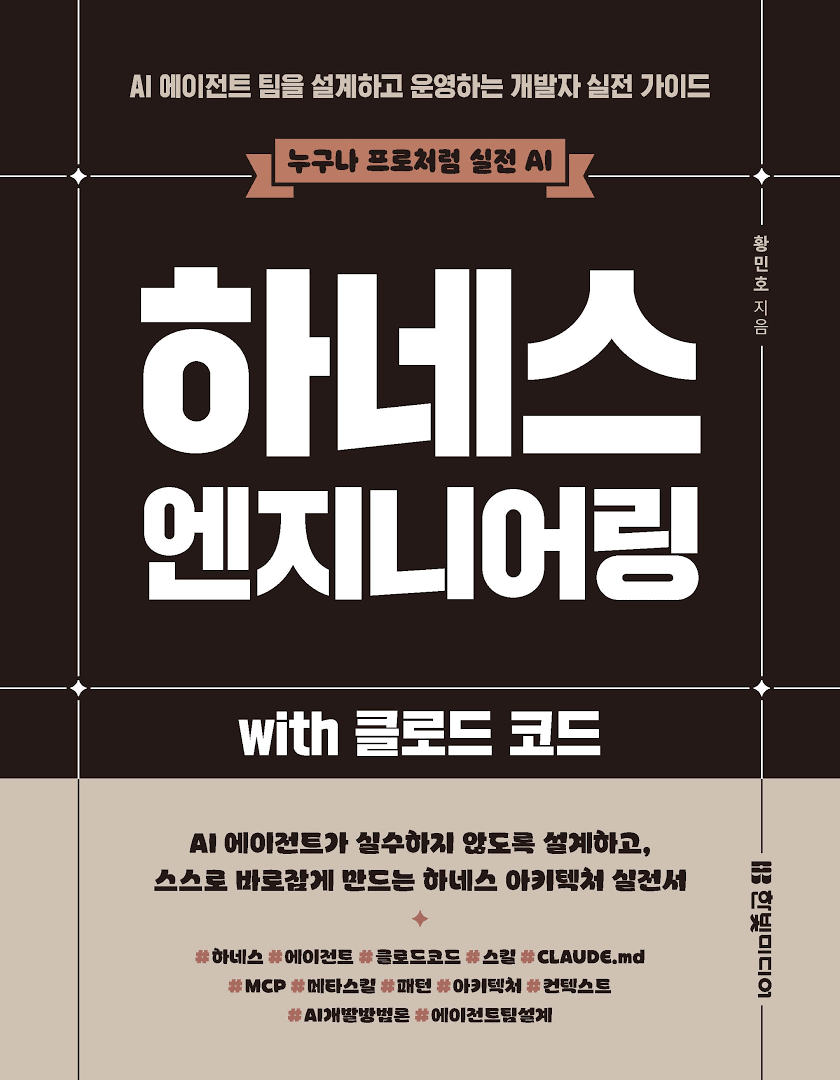 AI 에이전트 팀을 설계하고 운영하는 개발자 실전 가이드
누구나 프로처럼 실전 AI
황민호 지음
하네스
엔지니어링
with 클로드 코드
AI 에이전트가 실수하지 않도록 설계하고,
스스로 바로잡게 만드는 하네스 아키텍처 실전서
#하네스 #에이전트 #클로드코드 #스킬 #CLAUDE.md
#MCP #메타스킬 #패턴 #아키텍처 #컨텍스트
#AI개발방법론 #에이전트팀설계
HB 한빛미디어